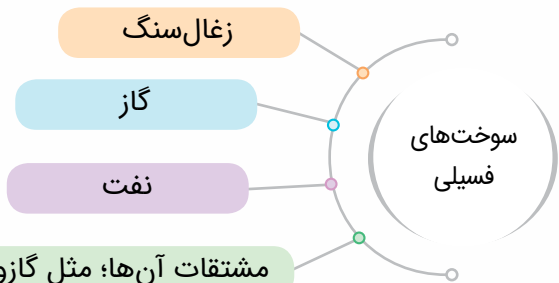 سوخت‌های
فسیلی
زغال‌سنگ
گاز
نفت
مشتقات آن‌ها؛ مثل